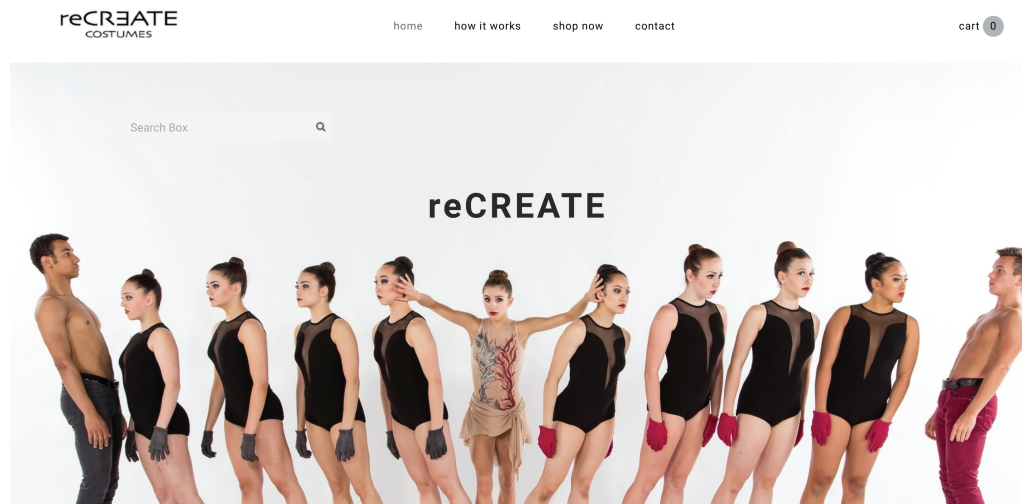 reCREATE
COSTUMES
home
how it works
shop now
contact
cart 0
Search Box
reCREATE